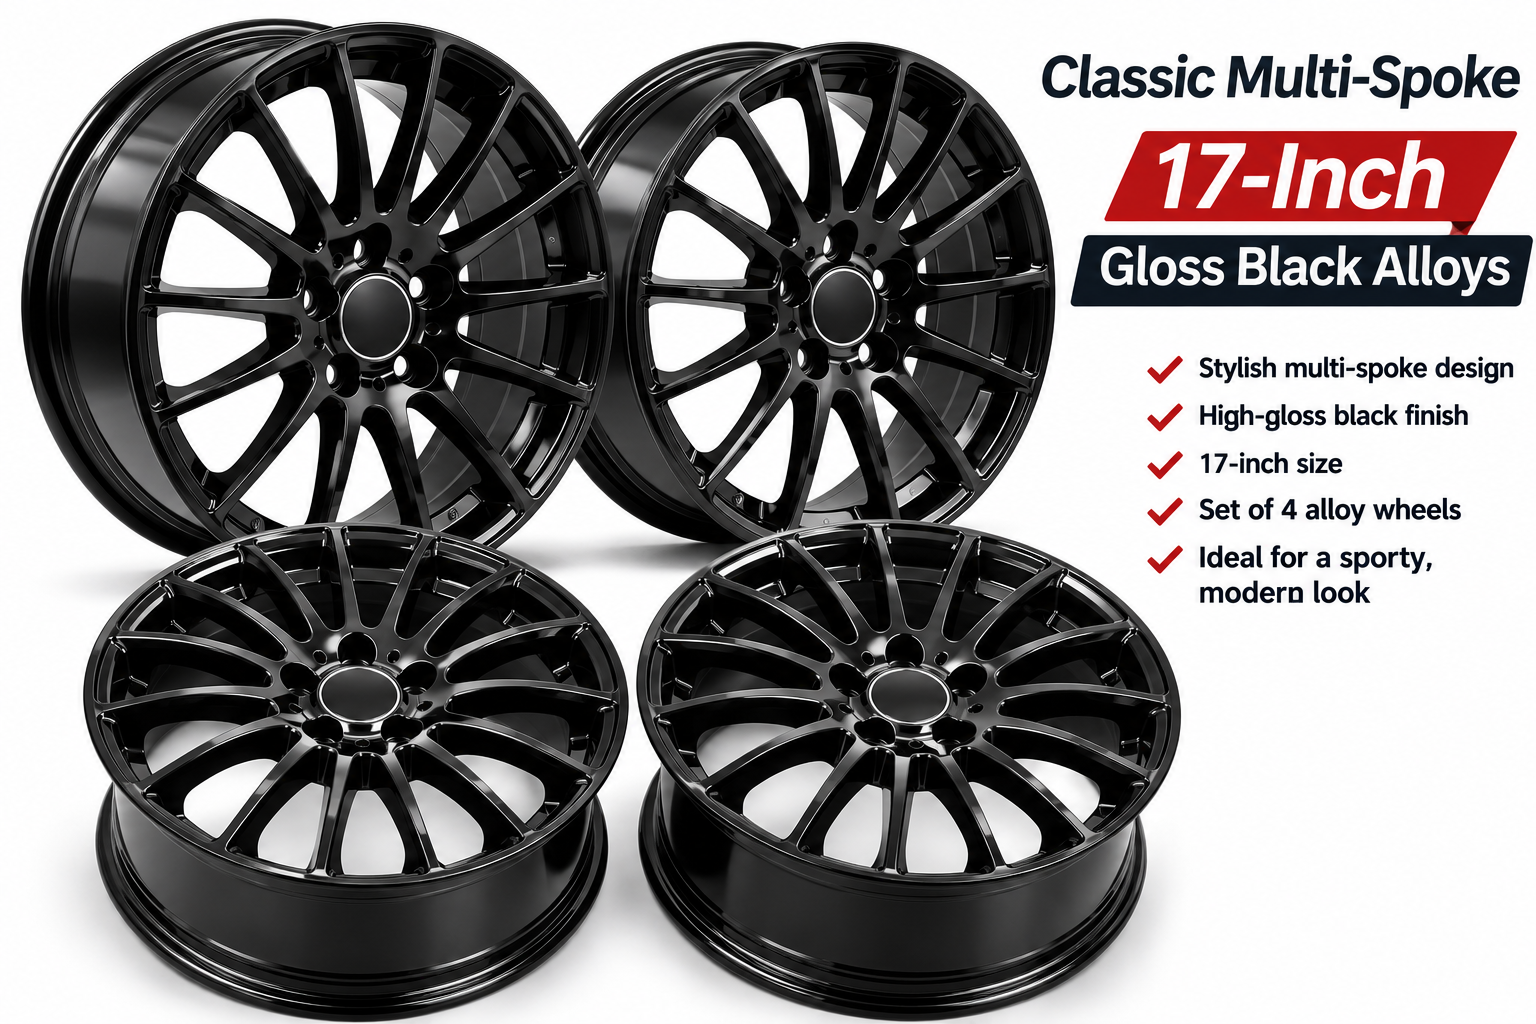 Classic Multi-Spoke
17-Inch
Gloss Black Alloys
Stylish multi-spoke design
High-gloss black finish
17-inch size
Set of 4 alloy wheels
Ideal for a sporty,
modern look